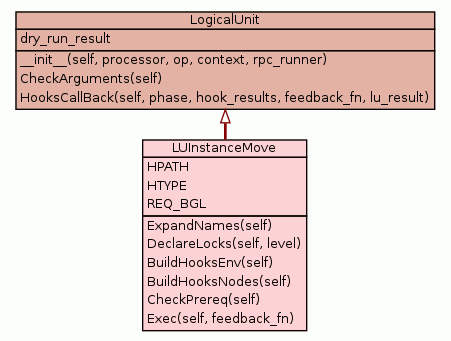 LogicalUnit
dry_run_result
__init__(self, processor, op, context, rpc_runner)
CheckArguments(self)
HooksCallBack(self, phase, hook_results, feedback_fn, lu_result)
LUInstanceMove
HPATH
HTYPE
REQ_BGL
ExpandNames(self)
DeclareLocks(self, level)
BuildHooksEnv(self)
BuildHooksNodes(self)
CheckPrereq(self)
Exec(self, feedback_fn)